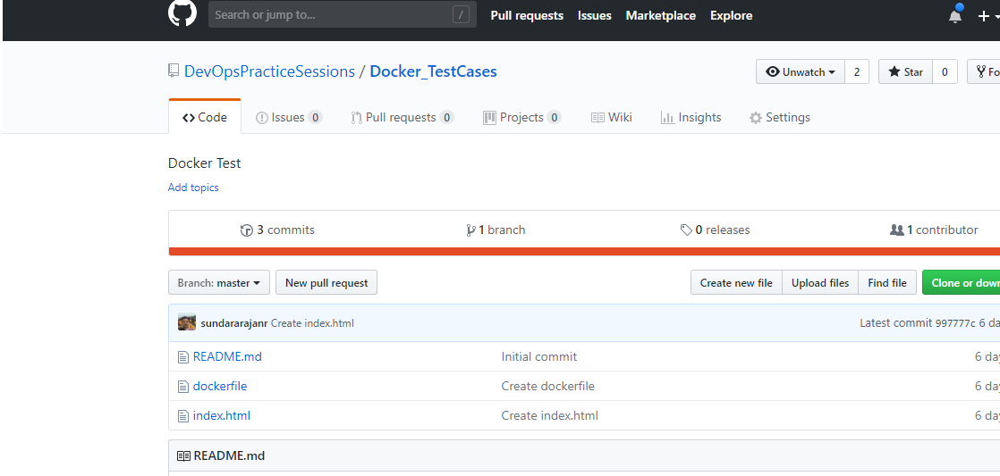 Search or jump to... / Pull requests Issues Marketplace Explore
DevOpsPracticeSessions / Docker_TestCases Unwatch 2 Star 0 Fo
Code Issues 0 Pull requests 0 Projects 0 Wiki Insights Settings
Docker Test
Add topics
3 commits 1 branch 0 releases 1 contributor
Branch: master New pull request Create new file Upload files Find file Clone or down
sundararajanr Create index.html Latest commit 997777c 6 da
README.md Initial commit 6 day
dockerfile Create dockerfile 6 day
index.html Create index.html 6 day
README.md